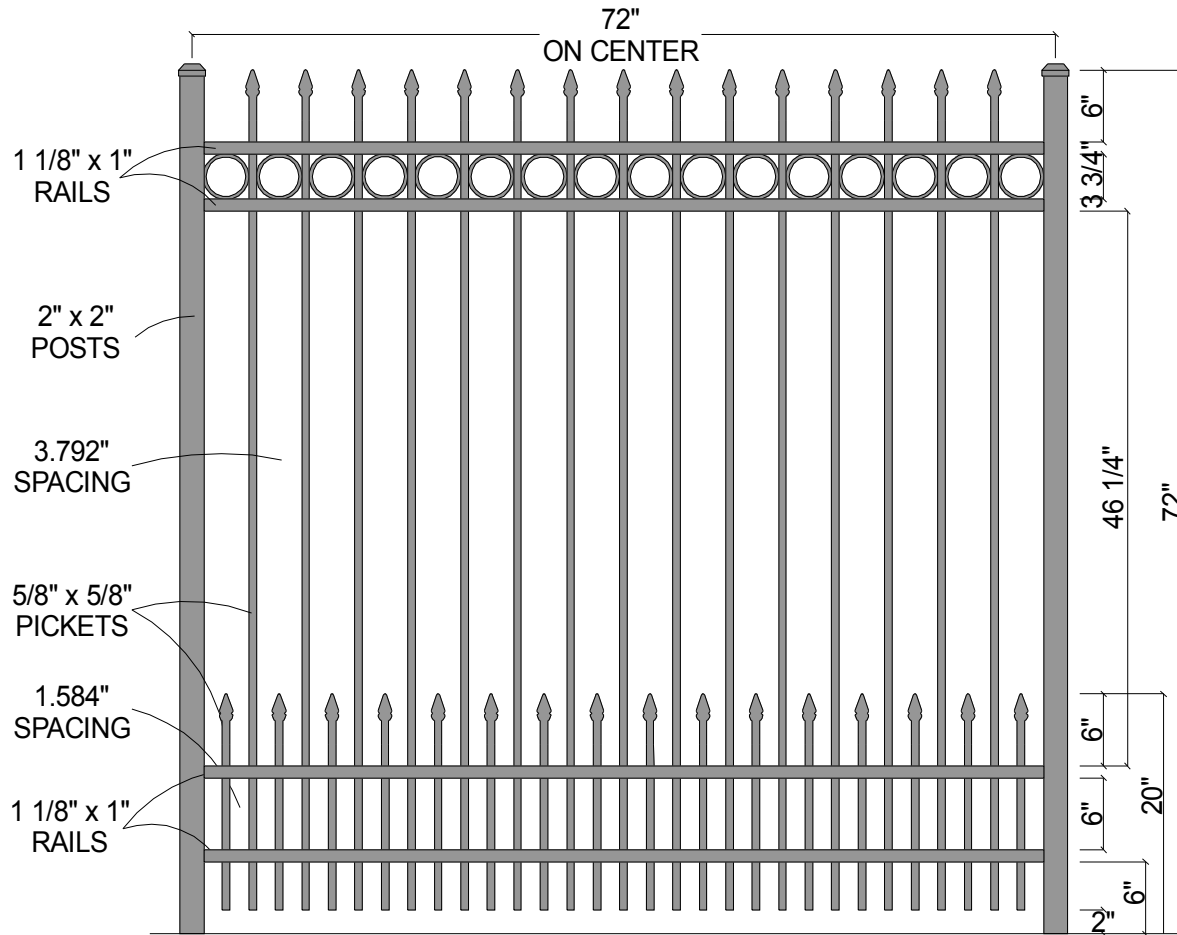 72"
ON CENTER
6"
1 1/8" x 1"
RAILS
3 3/4"
2" x 2"
POSTS
3.792"
SPACING
46 1/4"
72"
5/8" x 5/8"
PICKETS
1.584"
SPACING
6"
20"
1 1/8" x 1"
RAILS
6"
6"
2"